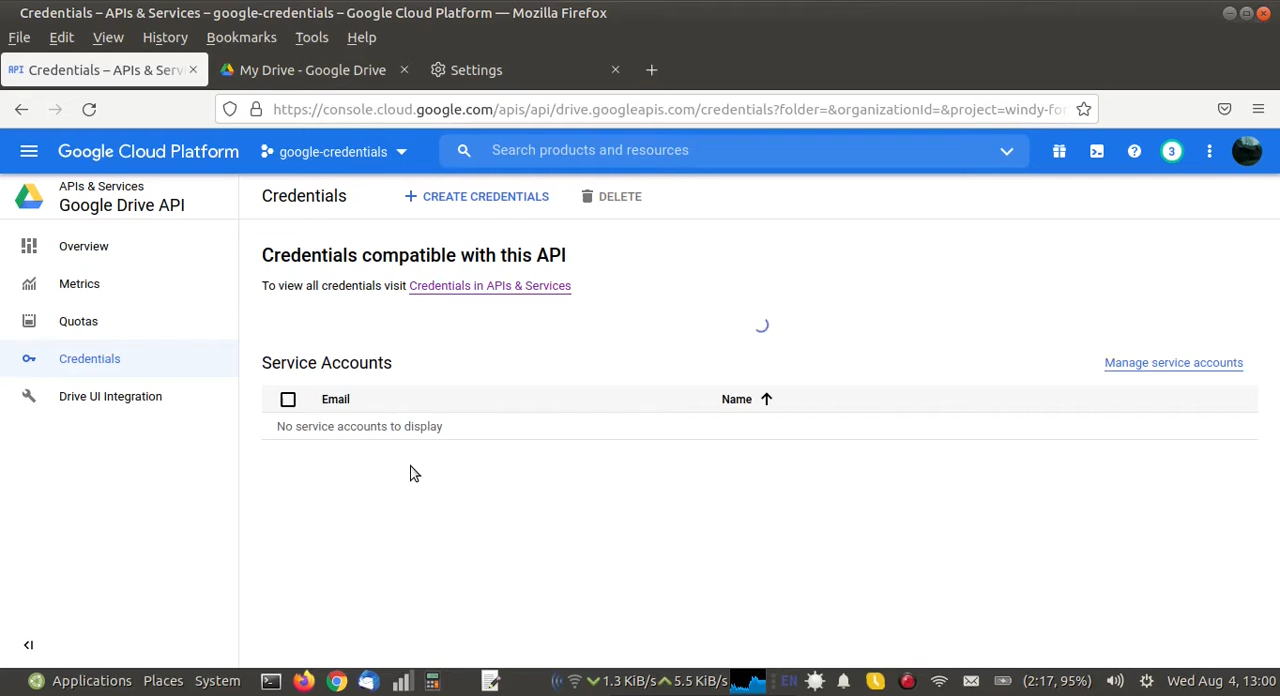 Credentials – APIs & Services – google-credentials – Google Cloud Platform — Mozilla Firefox
File Edit View History Bookmarks Tools Help
API Credentials – APIs & Servi
My Drive - Google Drive
Settings
https://console.cloud.google.com/apis/api/drive.googleapis.com/credentials?folder=&organizationId=&project=windy-for
Google Cloud Platform
google-credentials
Search products and resources
3
APIs & Services
Google Drive API
Credentials
CREATE CREDENTIALS
DELETE
Overview
Metrics
Quotas
Credentials
Drive UI Integration
Credentials compatible with this API
To view all credentials visit Credentials in APIs & Services
Service Accounts
Manage service accounts
Email Name
No service accounts to display
Applications Places System 1.3 KiB/s 5.5 KiB/s EN (2:17, 95%) Wed Aug 4, 13:00